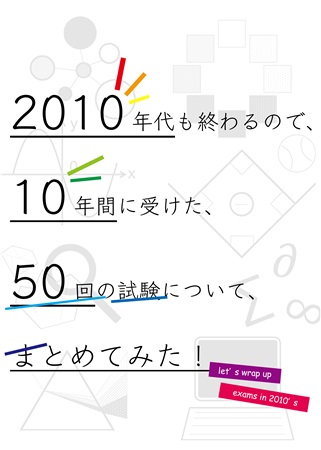 2010年代も終わるので、
10年間に受けた、
50回の試験について、
まとめてみた！
let's wrap up
exams in 2010's
y
x
∂
Σ
∞